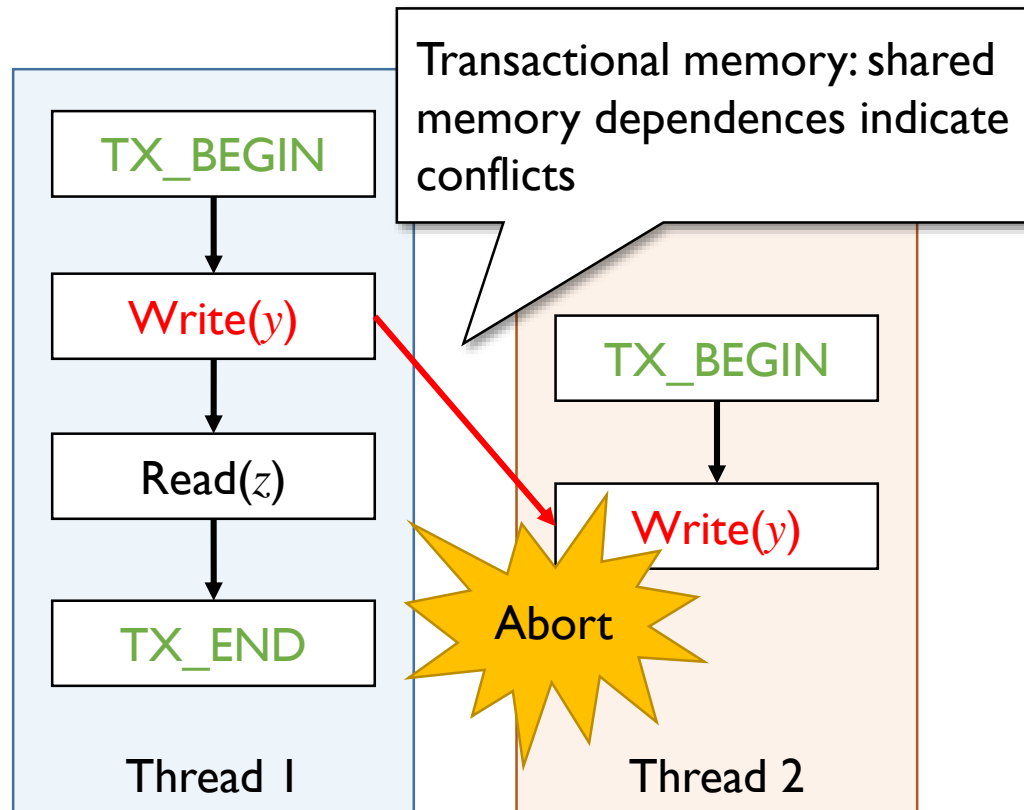 Transactional memory: shared
memory dependences indicate
conflicts
TX_BEGIN
Write(y)
Read(z)
TX_END
Thread 1
TX_BEGIN
Write(y)
Abort
Thread 2